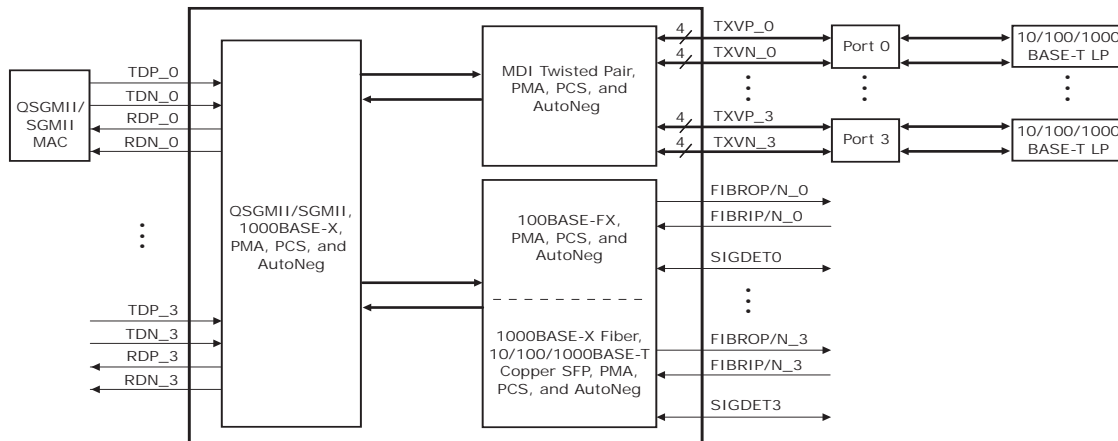 QSGMII/
SGMII
MAC
TDP_0
TDN_0
RDP_0
RDN_0
TDP_3
TDN_3
RDP_3
RDN_3
QSGMII/SGMII,
1000BASE-X,
PMA, PCS, and
AutoNeg
MDI Twisted Pair,
PMA, PCS, and
AutoNeg
100BASE-FX,
PMA, PCS, and
AutoNeg
1000BASE-X Fiber,
10/100/1000BASE-T
Copper SFP, PMA,
PCS, and AutoNeg
4 TXVP_0
4 TXVN_0
4 TXVP_3
4 TXVN_3
Port 0
Port 3
10/100/1000
BASE-T LP
10/100/1000
BASE-T LP
FIBROP/N_0
FIBRIP/N_0
SIGDET0
FIBROP/N_3
FIBRIP/N_3
SIGDET3